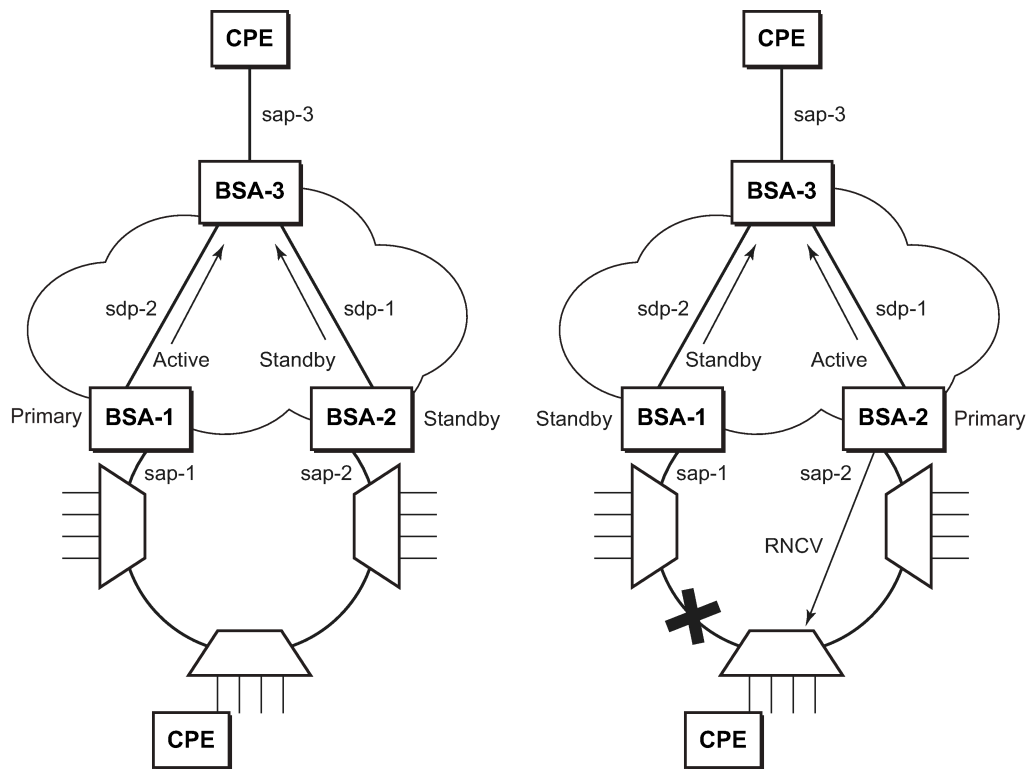 CPE
sap-3
BSA-3
sdp-2
sdp-1
Active
Standby
Primary
BSA-1
BSA-2
Standby
sap-1
sap-2
CPE
CPE
sap-3
BSA-3
sdp-2
sdp-1
Standby
Active
Standby
BSA-1
BSA-2
Primary
sap-1
sap-2
RNCV
CPE